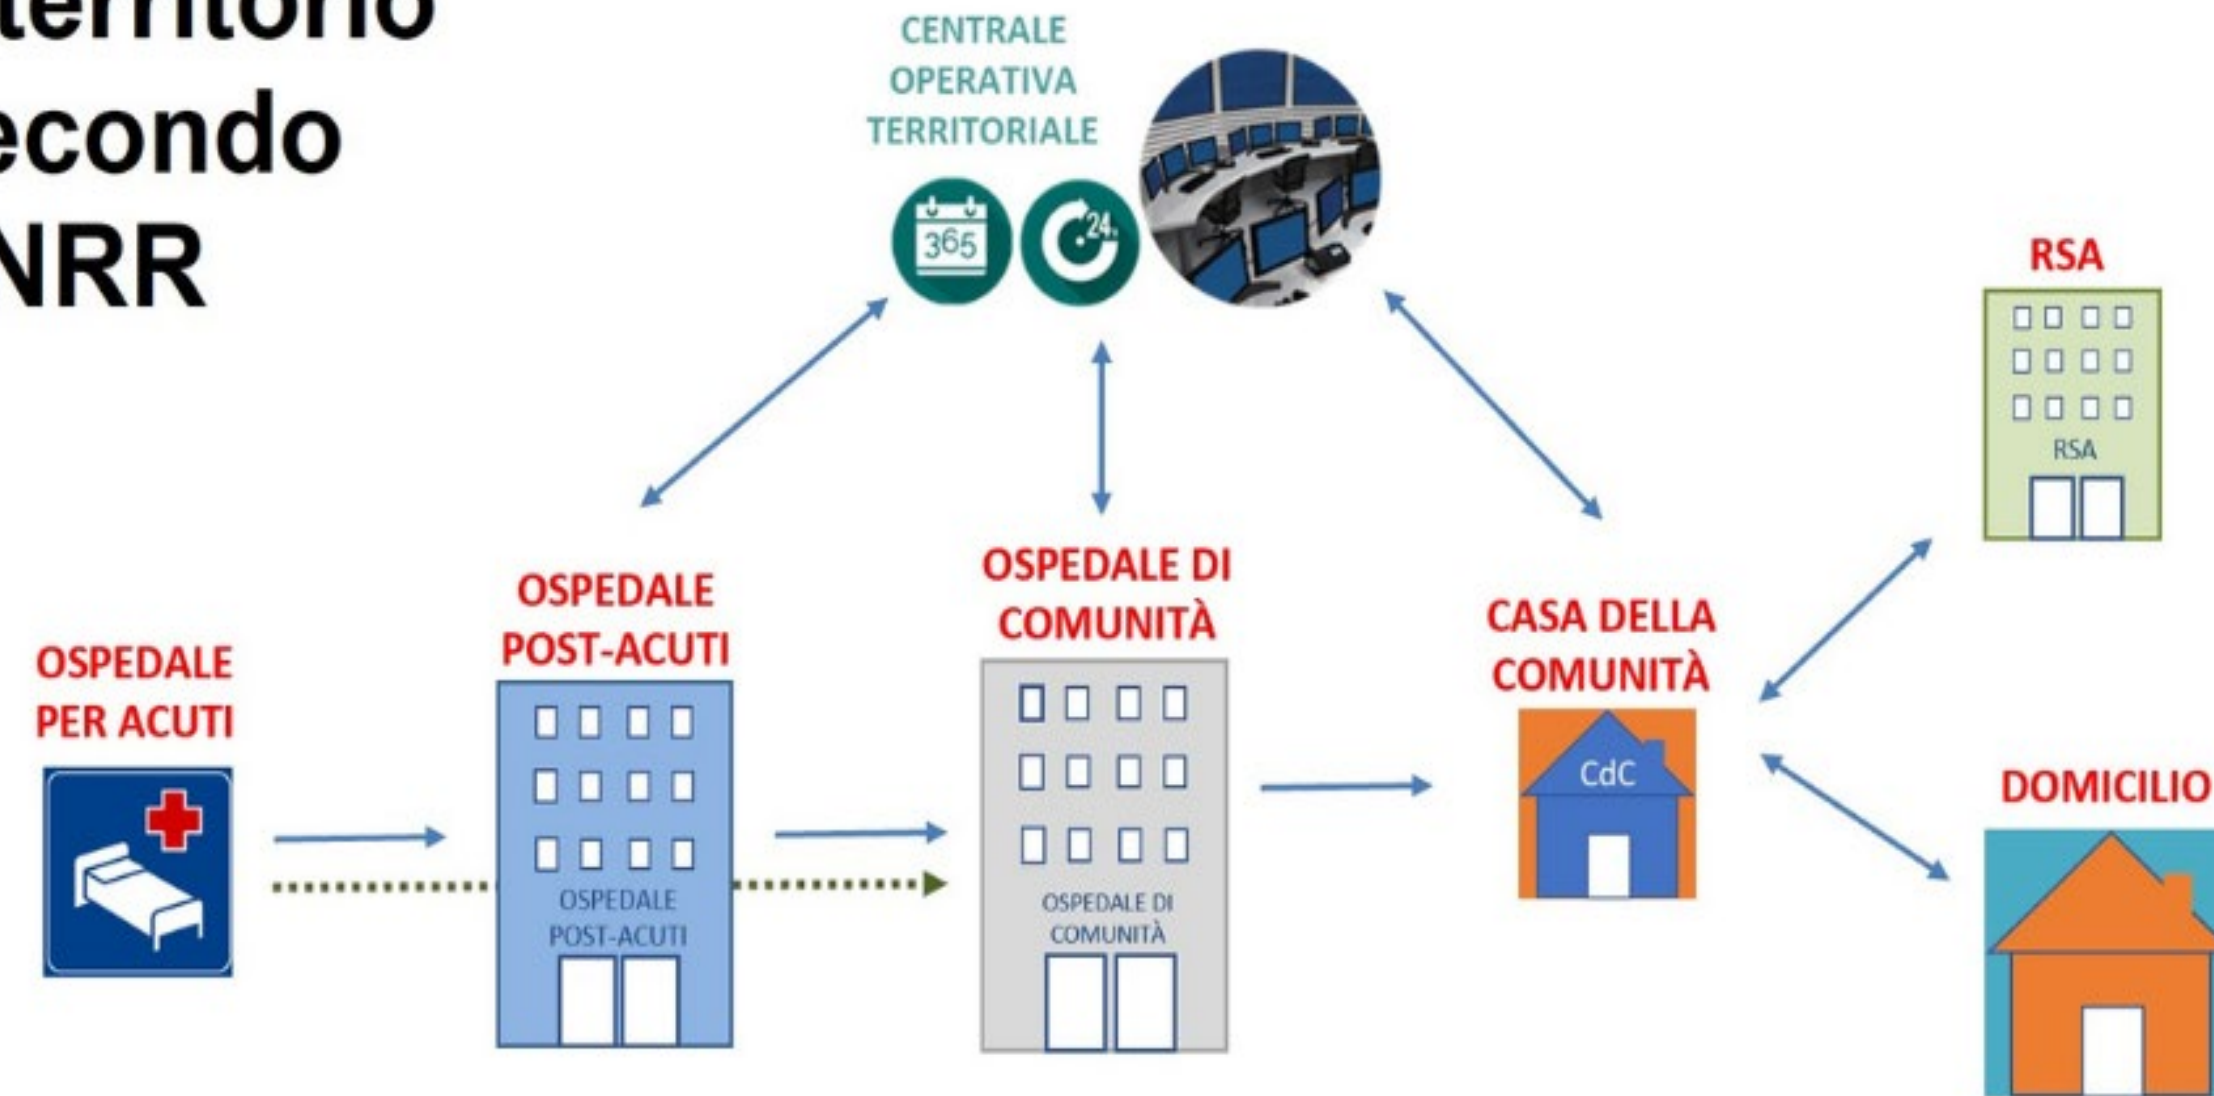 territorio
econdo
NRR
CENTRALE
OPERATIVA
TERRITORIALE
365
24
RSA
RSA
OSPEDALE
PER ACUTI
OSPEDALE
POST-ACUTI
OSPEDALE
POST-ACUTI
OSPEDALE DI
COMUNITÀ
OSPEDALE DI
COMUNITÀ
CASA DELLA
COMUNITÀ
CdC
DOMICILIO